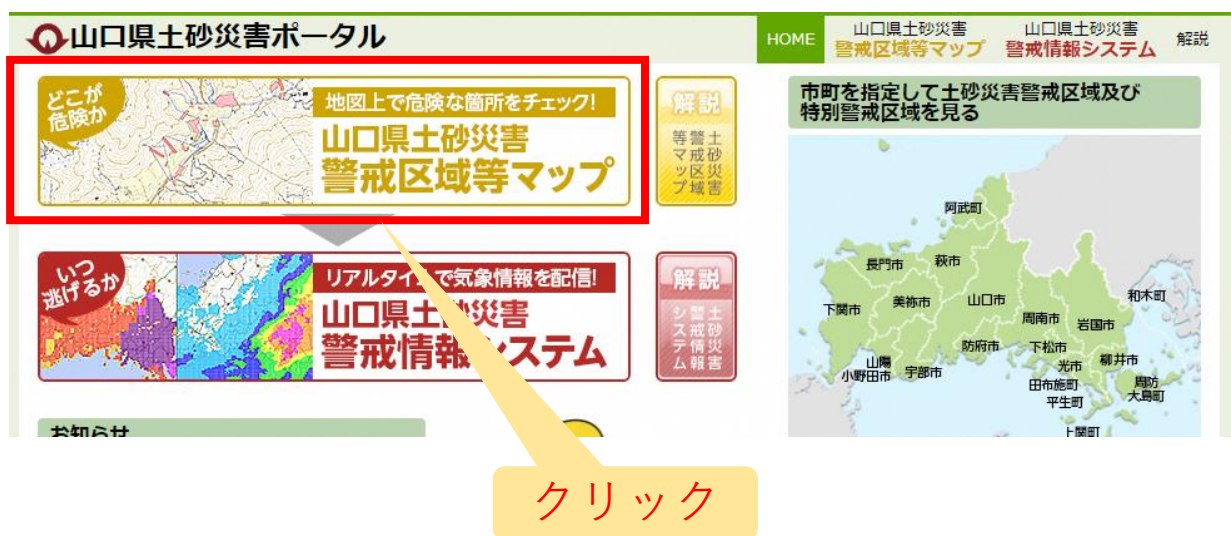 山口県土砂災害ポータル
HOME
山口県土砂災害
警戒区域等マップ
山口県土砂災害
警戒情報システム
解説
どこが
危険か
地図上で危険な箇所をチェック!
山口県土砂災害
警戒区域等マップ
解説
土砂災害
警戒区域
等マップ
いつ
逃げるか
リアルタイムで気象情報を配信!
山口県土砂災害
警戒情報システム
解説
土砂災害
警戒情報
システム
お知らせ
クリック
市町を指定して土砂災害警戒区域及び
特別警戒区域を見る
阿武町
長門市
萩市
下関市
美祢市
山口市
和木町
周南市
岩国市
防府市
下松市
山陽
小野田市
宇部市
光市
柳井市
田布施町
周防
大島町
平生町
上関町